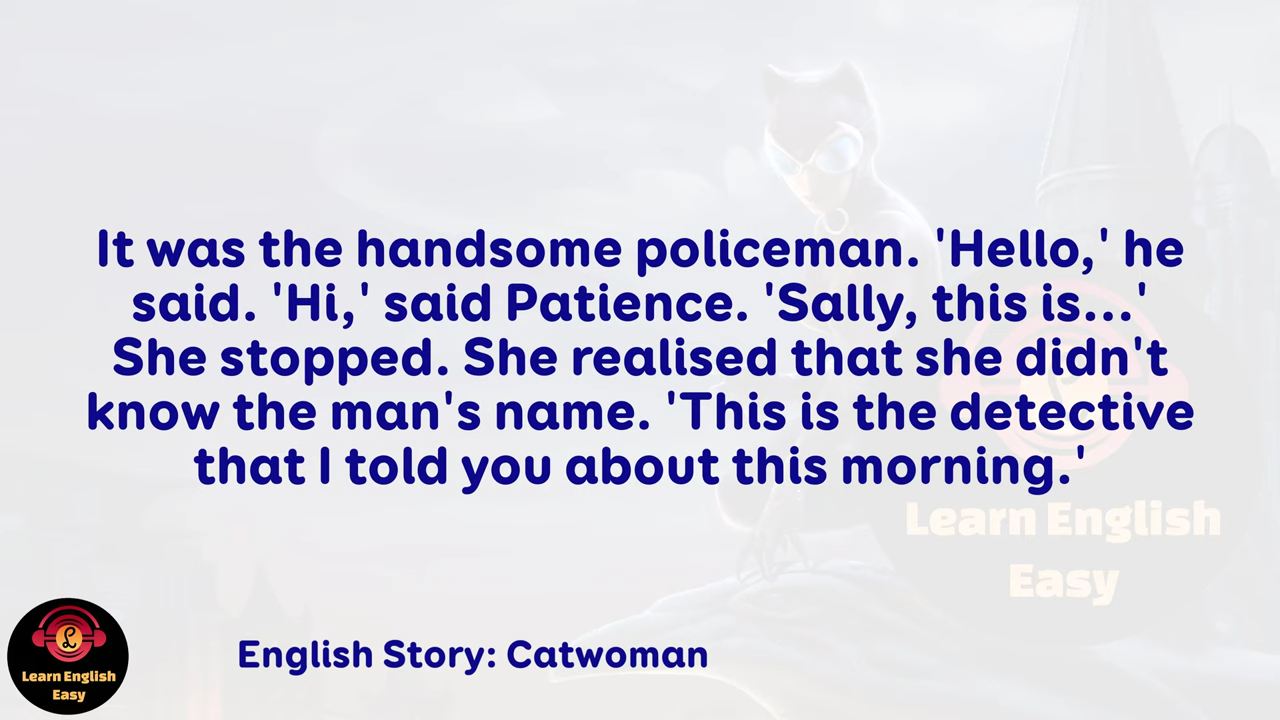 It was the handsome policeman. 'Hello,' he
said. 'Hi,' said Patience. 'Sally, this is...'
She stopped. She realised that she didn't
know the man's name. 'This is the detective
that I told you about this morning.'
Learn English
Easy
English Story: Catwoman
L
Learn English
Easy